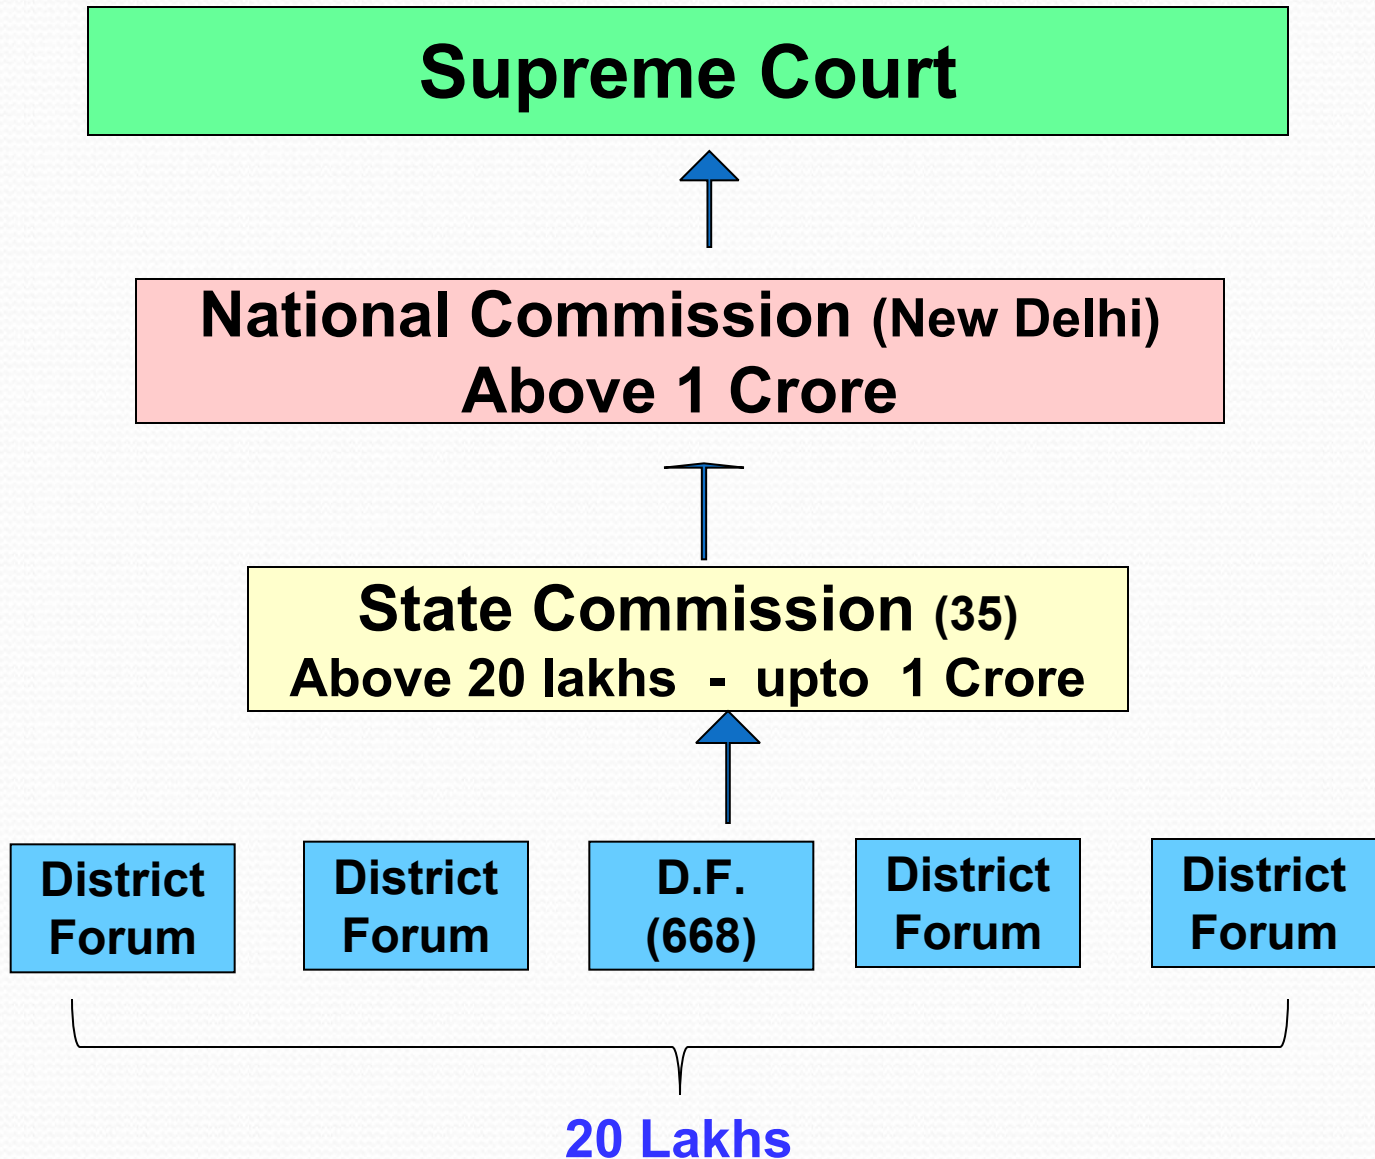 Supreme Court
National Commission (New Delhi)
Above 1 Crore
State Commission (35)
Above 20 lakhs - upto 1 Crore
District
Forum
District
Forum
D.F.
(668)
District
Forum
District
Forum
20 Lakhs